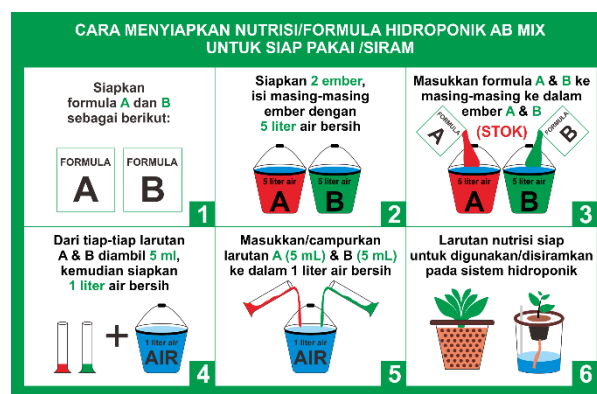 CARA MENYIAPKAN NUTRISI/FORMULA HIDROPONIK AB MIX
UNTUK SIAP PAKAI /SIRAM
Siapkan
formula A dan B
sebagai berikut:
FORMULA
A
FORMULA
B
1
Siapkan 2 ember,
isi masing-masing
ember dengan
5 liter air bersih
5 liter air
A
5 liter air
B
2
Masukkan formula A & B ke
masing-masing ke dalam
ember A & B
(STOK)
FORMULA
A
FORMULA
B
5 liter air
A
5 liter air
B
3
Dari tiap-tiap larutan
A & B diambil 5 ml,
kemudian siapkan
1 liter air bersih
+
1 liter air
AIR
4
Masukkan/campurkan
larutan A (5 mL) & B (5 mL)
ke dalam 1 liter air bersih
1 liter air
AIR
5
Larutan nutrisi siap
untuk digunakan/disiramkan
pada sistem hidroponik
6